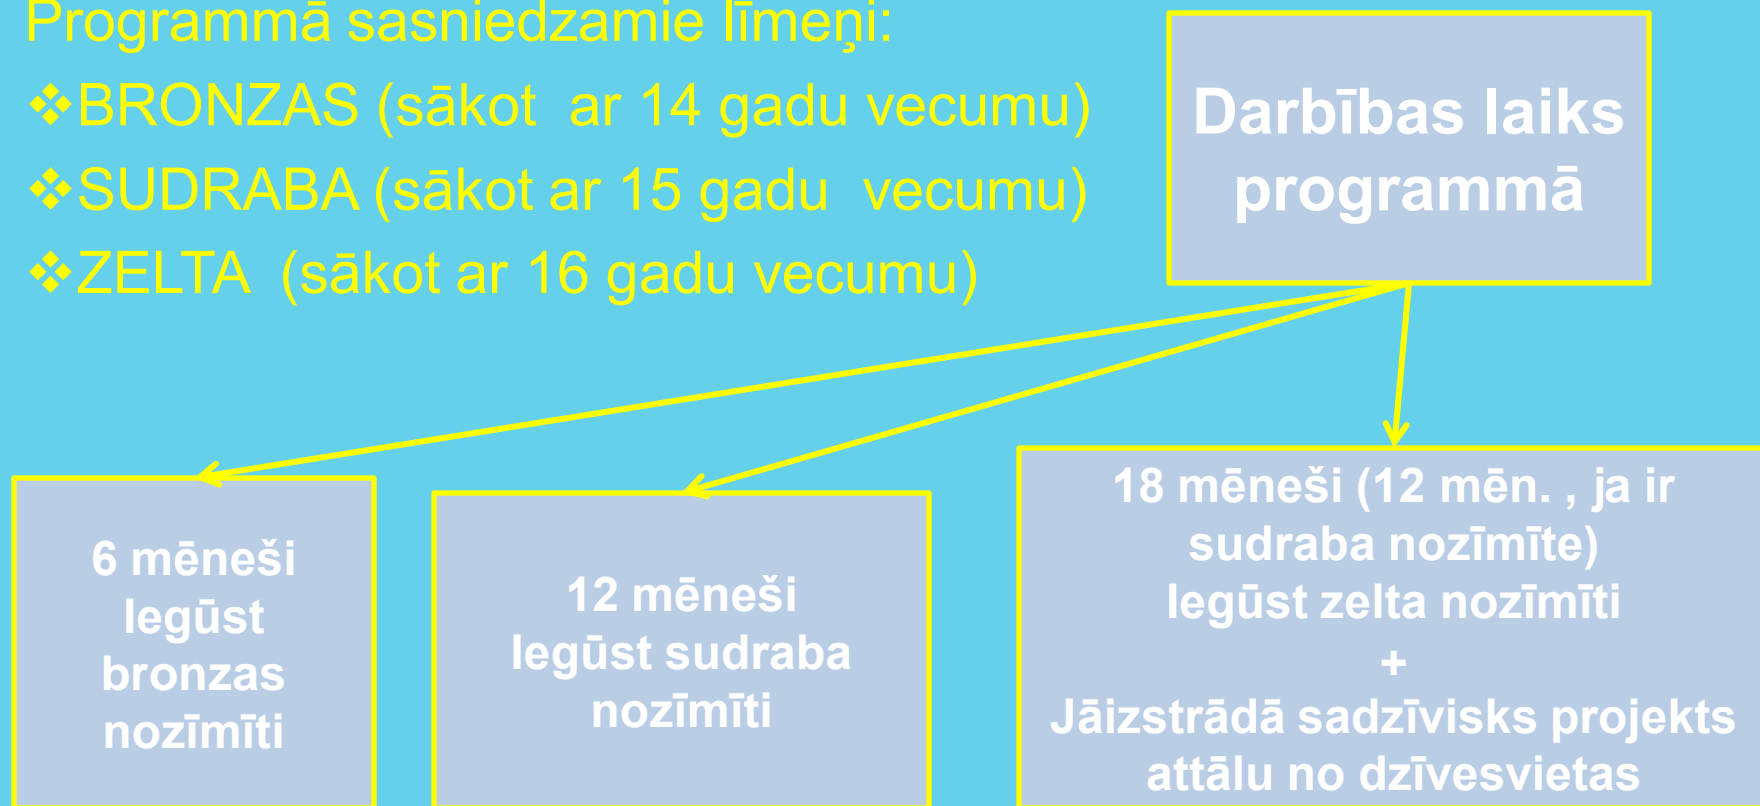 Programmā sasniedzamie līmeņi:
❖BRONZAS (sākot ar 14 gadu vecumu)
❖SUDRABA (sākot ar 15 gadu vecumu)
❖ZELTA (sākot ar 16 gadu vecumu)
Darbības laiks
programmā
6 mēneši
Iegūst
bronzas
nozīmīti
12 mēneši
Iegūst sudraba
nozīmīti
18 mēneši (12 mēn. , ja ir
sudraba nozīmīte)
Iegūst zelta nozīmīti
+
Jāizstrādā sadzīvisks projekts
attālu no dzīvesvietas